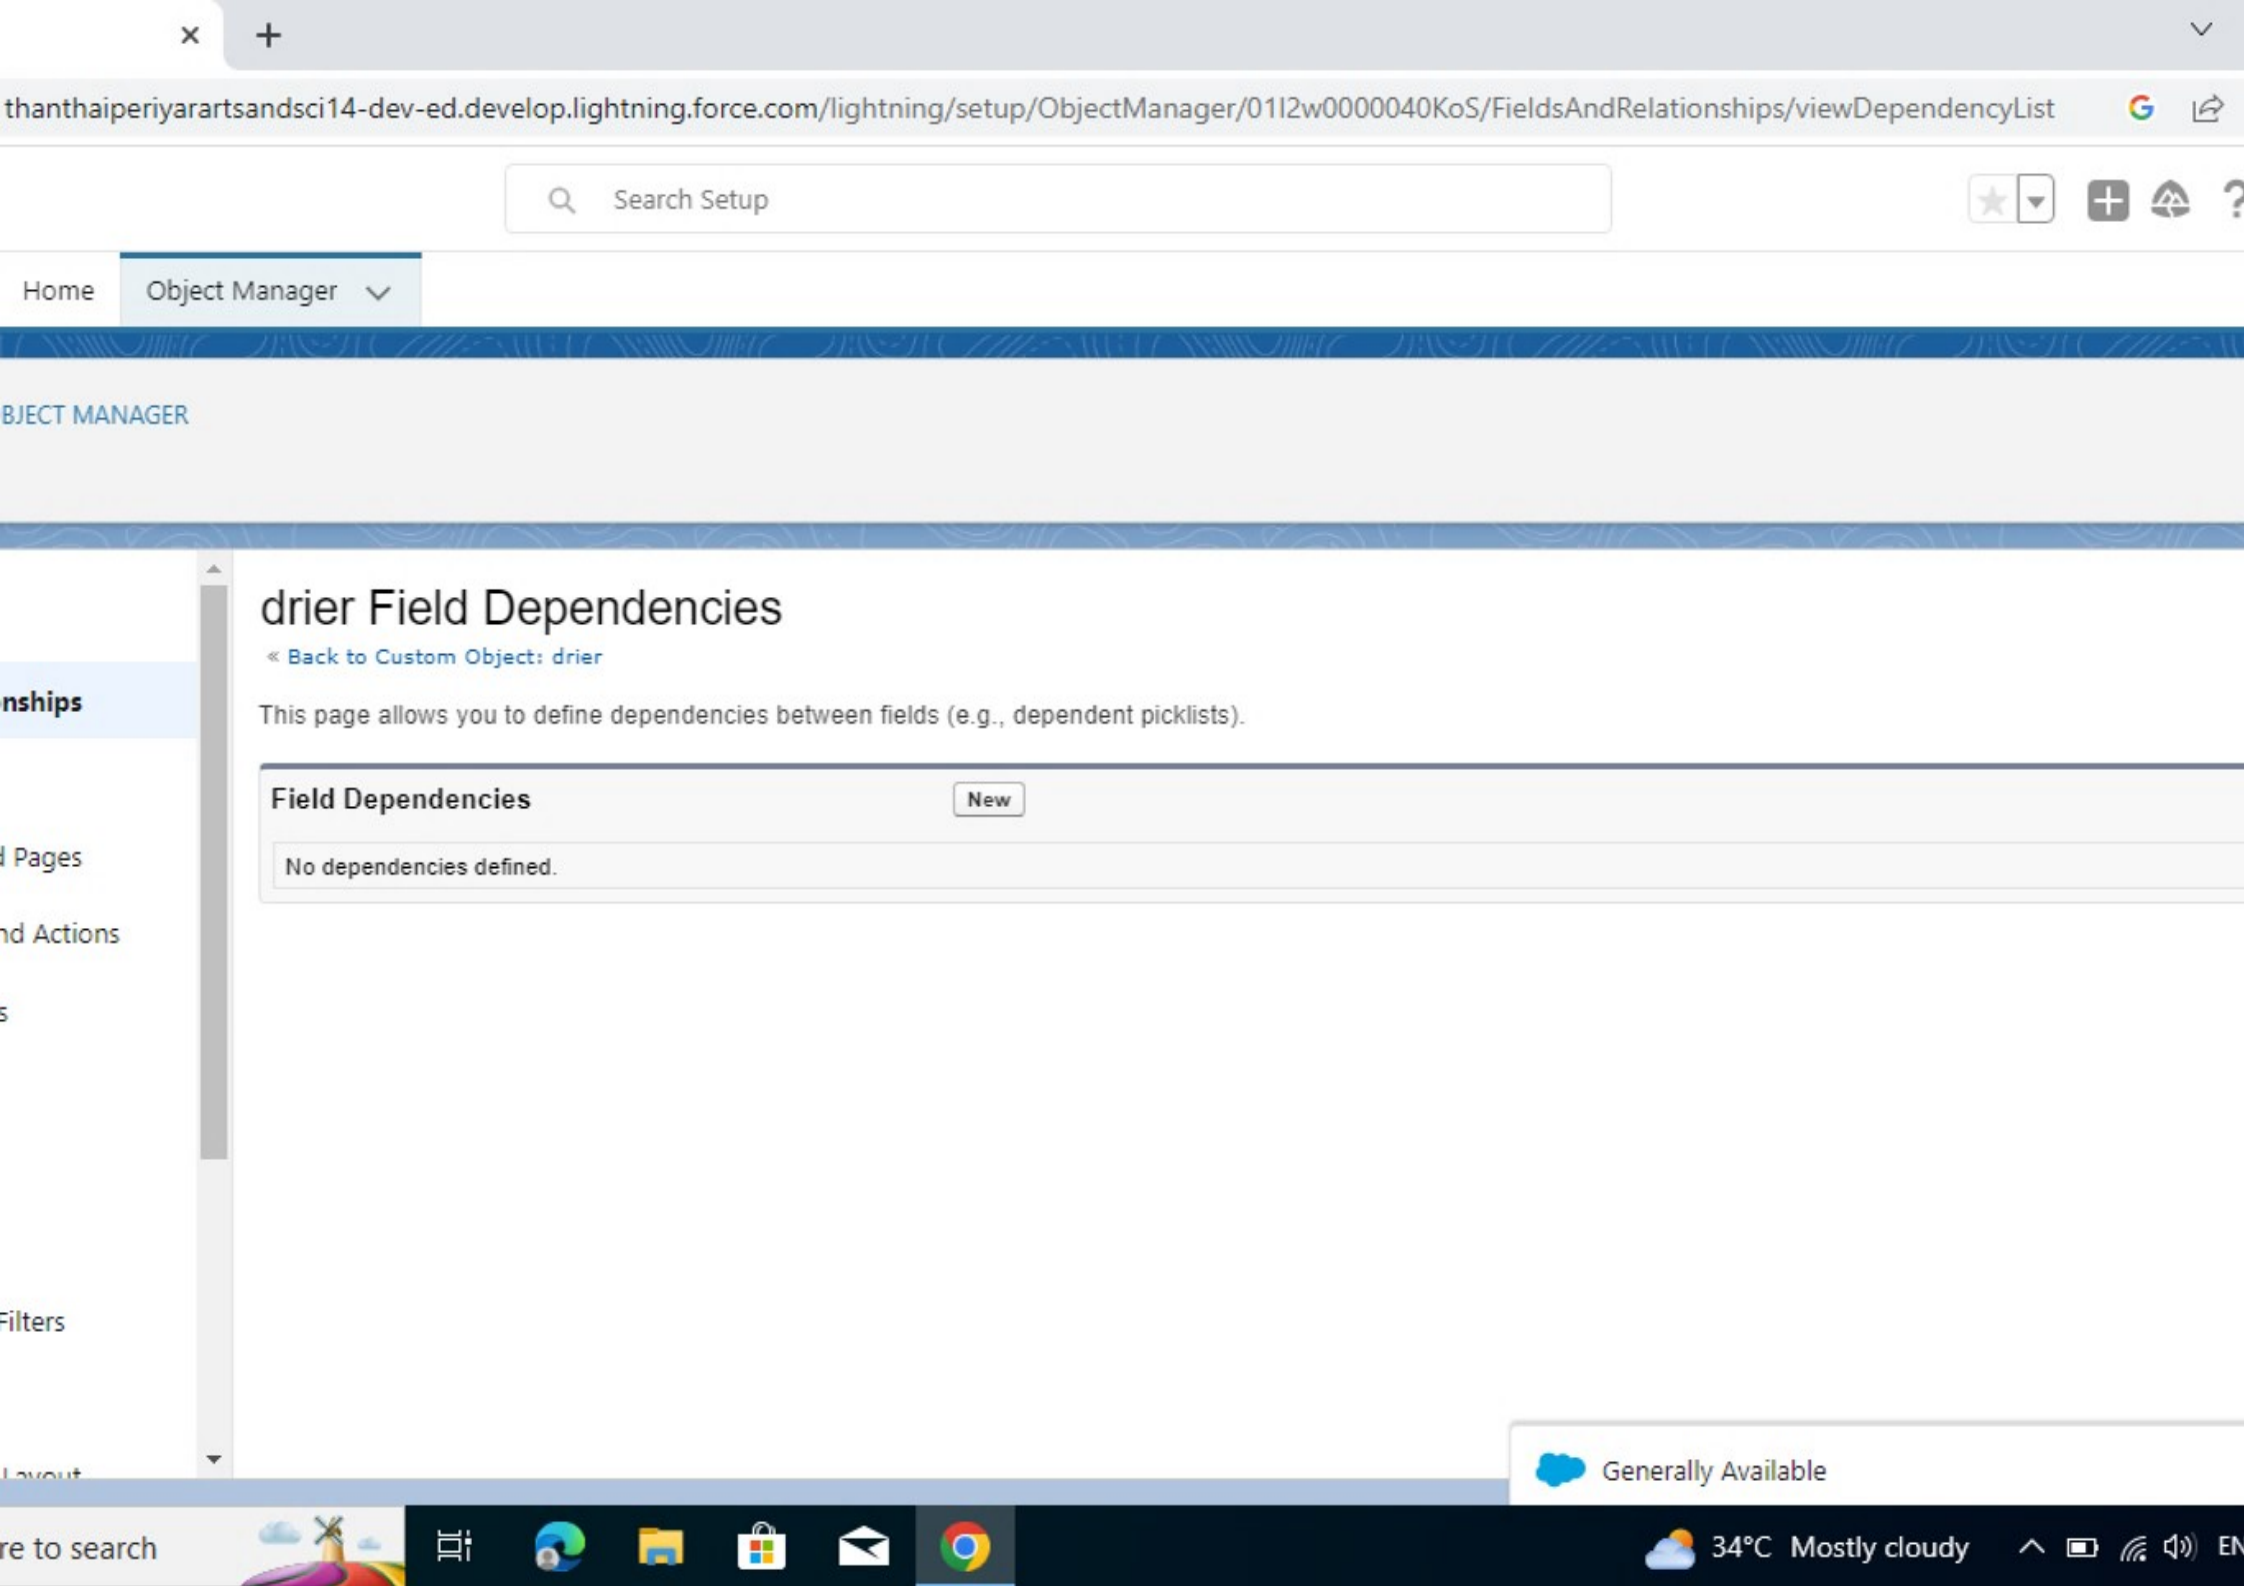 thanthaiperiyarartsandsci14-dev-ed.develop.lightning.force.com/lightning/setup/ObjectManager/01I2w0000040KoS/FieldsAndRelationships/viewDependencyList
Search Setup
Home
Object Manager
BJECT MANAGER
drier Field Dependencies
« Back to Custom Object: drier
nships
This page allows you to define dependencies between fields (e.g., dependent picklists).
Field Dependencies
New
d Pages
No dependencies defined.
nd Actions
s
Filters
Layout
Generally Available
re to search
34°C Mostly cloudy
EN